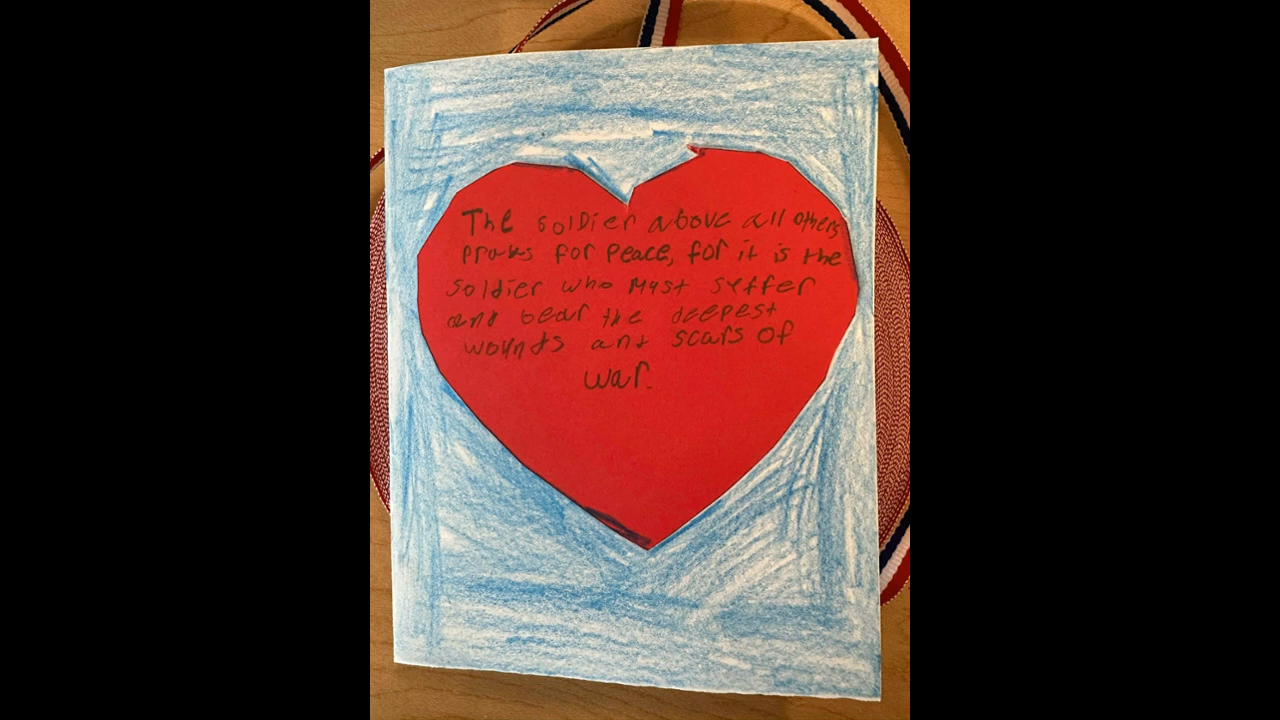 The soldier above all others
prays for peace, for it is the
soldier who must suffer
and bear the deepest
wounds and scars of
war.